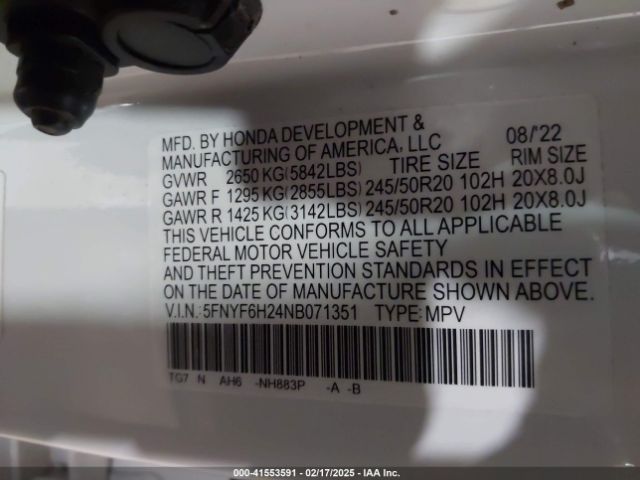 MFD. BY HONDA DEVELOPMENT & 08/'22
MANUFACTURING OF AMERICA, LLC
GVWR 2650 KG(5842LBS) TIRE SIZE RIM SIZE
GAWR F 1295 KG(2855LBS) 245/50R20 102H 20X8.0J
GAWR R 1425 KG(3142LBS) 245/50R20 102H 20X8.0J
THIS VEHICLE CONFORMS TO ALL APPLICABLE
FEDERAL MOTOR VEHICLE SAFETY
AND THEFT PREVENTION STANDARDS IN EFFECT
ON THE DATE OF MANUFACTURE SHOWN ABOVE.
V.I.N.:5FNYF6H24NB071351 TYPE:MPV
TG7 N AH6 -NH883P -A -B
000-41553591 - 02/17/2025 - IAA Inc.